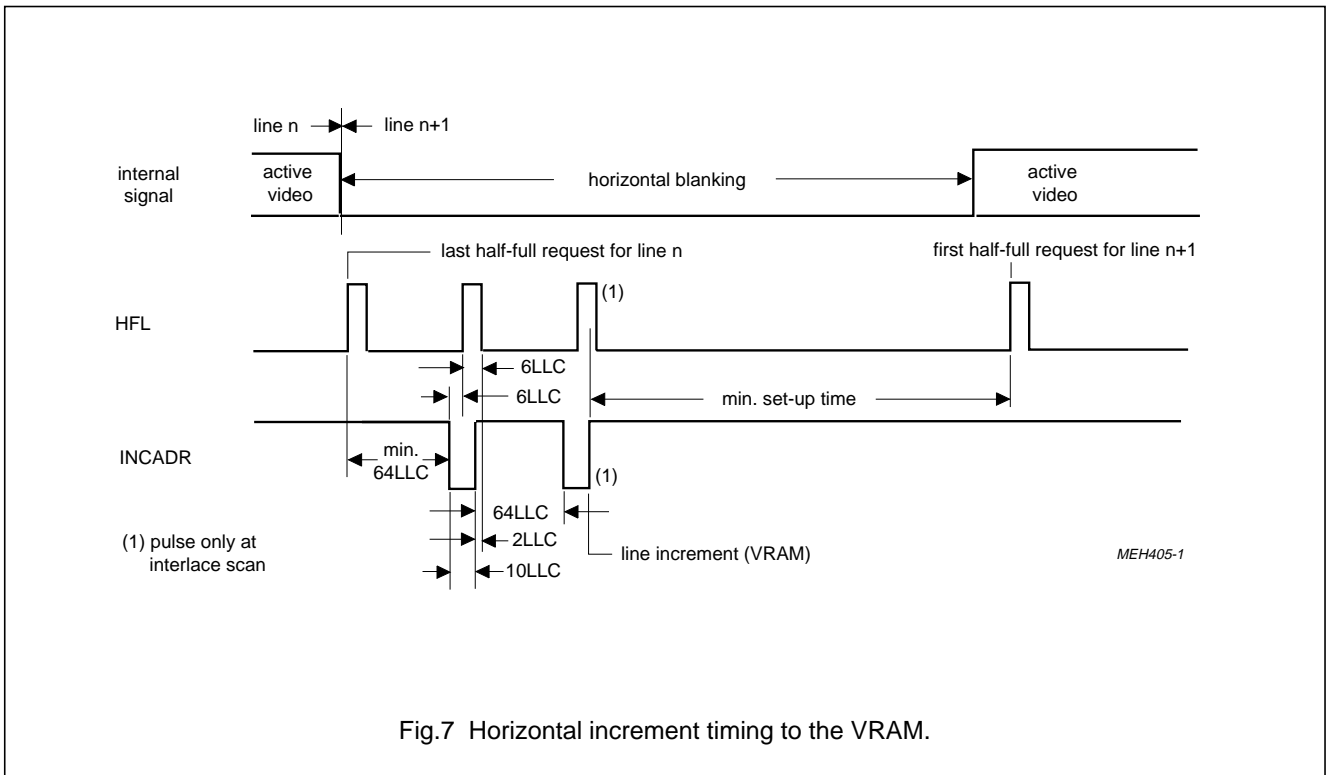 line n
line n+1
internal
signal
active
video
horizontal blanking
active
video
last half-full request for line n
first half-full request for line n+1
HFL
(1)
6LLC
6LLC
min. set-up time
INCADR
min.
64LLC
(1)
64LLC
2LLC
10LLC
line increment (VRAM)
(1) pulse only at
interlace scan
MEH405-1
Fig.7 Horizontal increment timing to the VRAM.